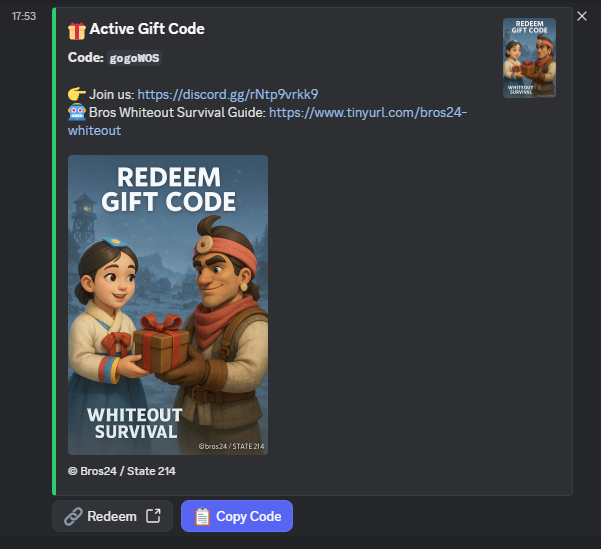 17:53
Active Gift Code
Code: gogoWOS
Join us: https://discord.gg/rNtp9vrkk9
Bros Whiteout Survival Guide: https://www.tinyurl.com/bros24-
whiteout
REDEEM
GIFT CODE
WHITEOUT
SURVIVAL
REDEEM
GIFT CODE
WHITEOUT
SURVIVAL
©bros24 / STATE 214
© Bros24 / State 214
Redeem
Copy Code